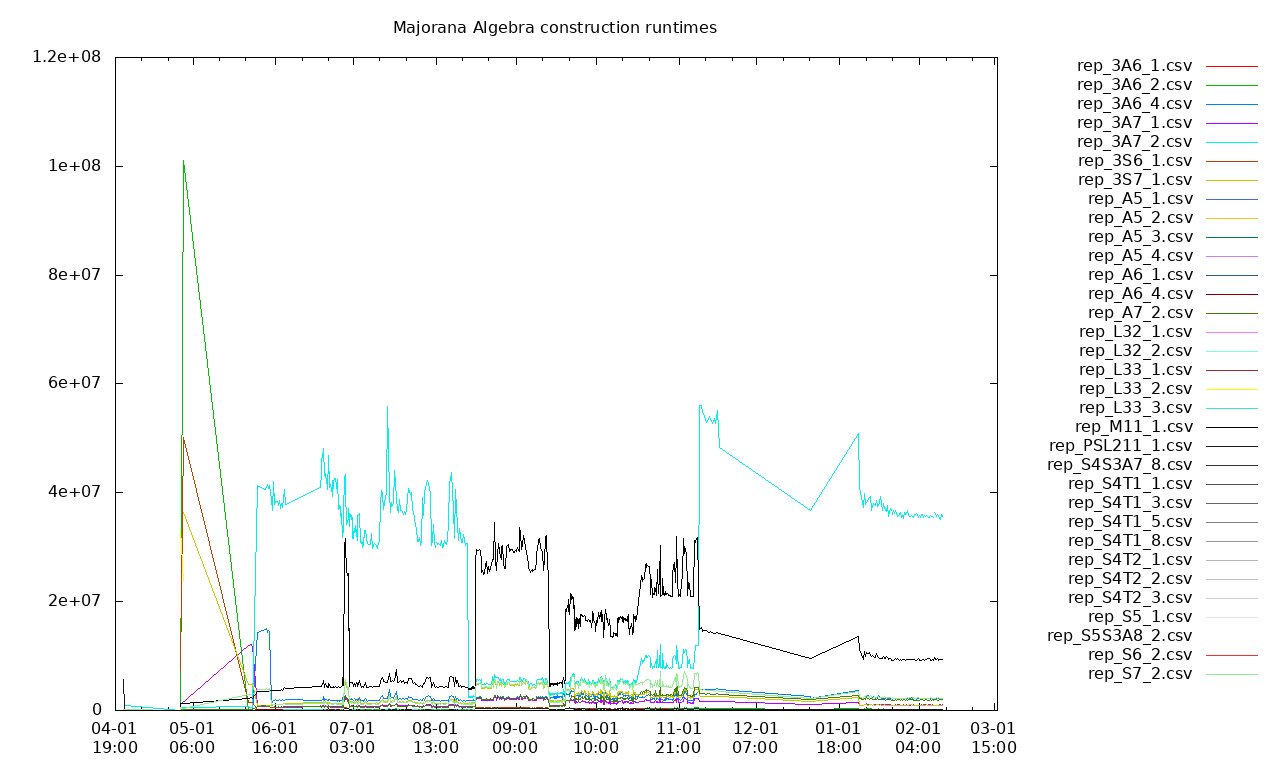 Majorana Algebra construction runtimes
1.2e+08
1e+08
8e+07
6e+07
4e+07
2e+07
0
04-01 05-01 06-01 07-01 08-01 09-01 10-01 11-01 12-01 01-01 02-01 03-01
19:00 06:00 16:00 03:00 13:00 00:00 10:00 21:00 07:00 18:00 04:00 15:00
rep_3A6_1.csv
rep_3A6_2.csv
rep_3A6_4.csv
rep_3A7_1.csv
rep_3A7_2.csv
rep_3S6_1.csv
rep_3S7_1.csv
rep_A5_1.csv
rep_A5_2.csv
rep_A5_3.csv
rep_A5_4.csv
rep_A6_1.csv
rep_A6_4.csv
rep_A7_2.csv
rep_L32_1.csv
rep_L32_2.csv
rep_L33_1.csv
rep_L33_2.csv
rep_L33_3.csv
rep_M11_1.csv
rep_PSL211_1.csv
rep_S4S3A7_8.csv
rep_S4T1_1.csv
rep_S4T1_3.csv
rep_S4T1_5.csv
rep_S4T1_8.csv
rep_S4T2_1.csv
rep_S4T2_2.csv
rep_S4T2_3.csv
rep_S5_1.csv
rep_S5S3A8_2.csv
rep_S6_2.csv
rep_S7_2.csv